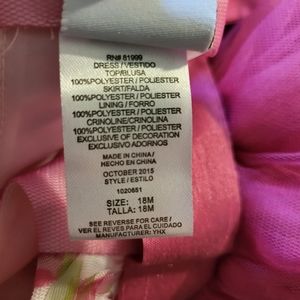 RN# 81999
DRESS / VESTIDO
TOP/BLUSA
100%POLYESTER / POLIESTER
SKIRT/FALDA
100%POLYESTER / POLIESTER
LINING / FORRO
100%POLYESTER / POLIESTER
CRINOLINE/CRINOLINA
100%POLYESTER / POLIESTER
EXCLUSIVE OF DECORATION
EXCLUSIVO ADORNOS
MADE IN CHINA /
HECHO EN CHINA
OCTOBER 2015
STYLE / ESTILO
1020651
SIZE: 18M
TALLA: 18M
SEE REVERSE FOR CARE /
VER EL REVES PARA EL CUIDADO
MANUFACTURER: YHX